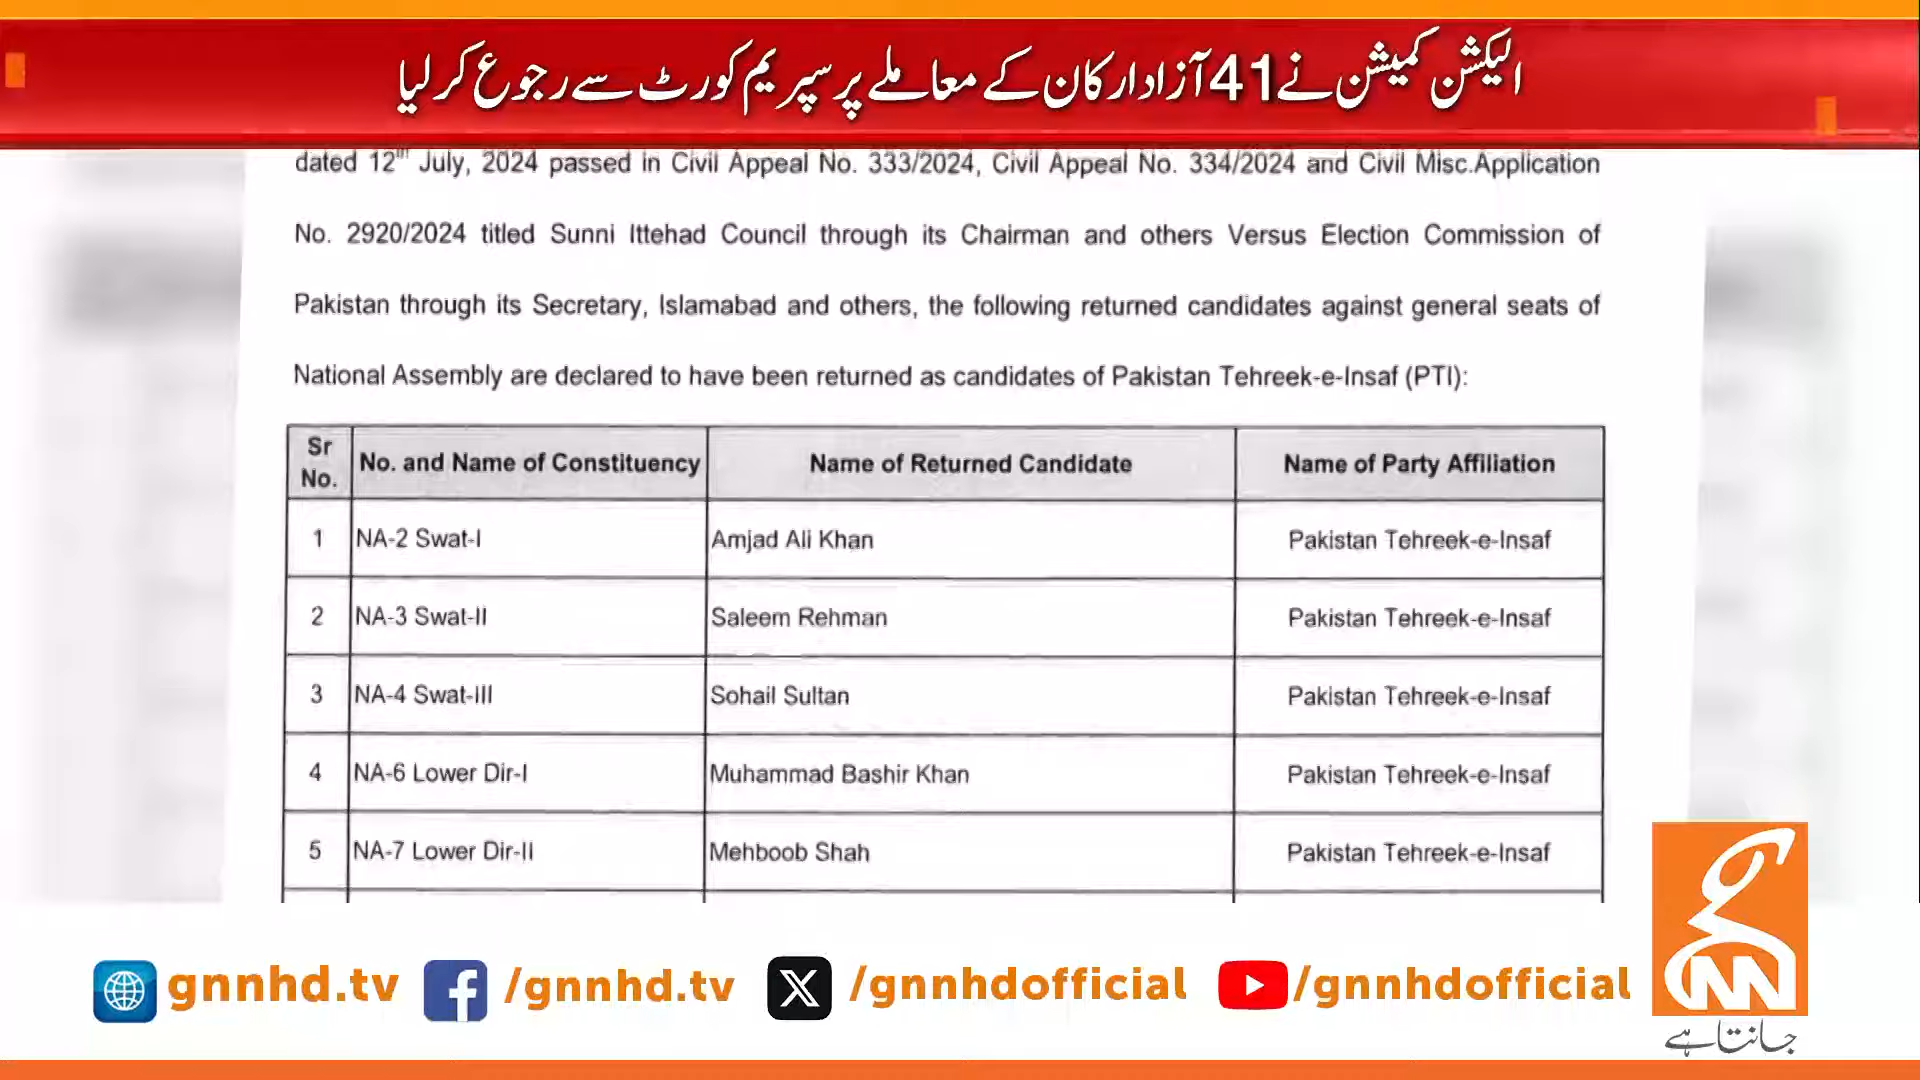 الیکشن کمیشن نے 41 آزاد ارکان کے معاملے پر سپریم کورٹ سے رجوع کر لیا
dated 12th July, 2024 passed in Civil Appeal No. 333/2024, Civil Appeal No. 334/2024 and Civil Misc.Application
No. 2920/2024 titled Sunni Ittehad Council through its Chairman and others Versus Election Commission of
Pakistan through its Secretary, Islamabad and others, the following returned candidates against general seats of
National Assembly are declared to have been returned as candidates of Pakistan Tehreek-e-Insaf (PTI):
Sr No. No. and Name of Constituency Name of Returned Candidate Name of Party Affiliation
1 NA-2 Swat-I Amjad Ali Khan Pakistan Tehreek-e-Insaf
2 NA-3 Swat-II Saleem Rehman Pakistan Tehreek-e-Insaf
3 NA-4 Swat-III Sohail Sultan Pakistan Tehreek-e-Insaf
4 NA-6 Lower Dir-I Muhammad Bashir Khan Pakistan Tehreek-e-Insaf
5 NA-7 Lower Dir-II Mehboob Shah Pakistan Tehreek-e-Insaf
gnnhd.tv /gnnhd.tv /gnnhdofficial /gnnhdofficial
GNN
جانتا ہے